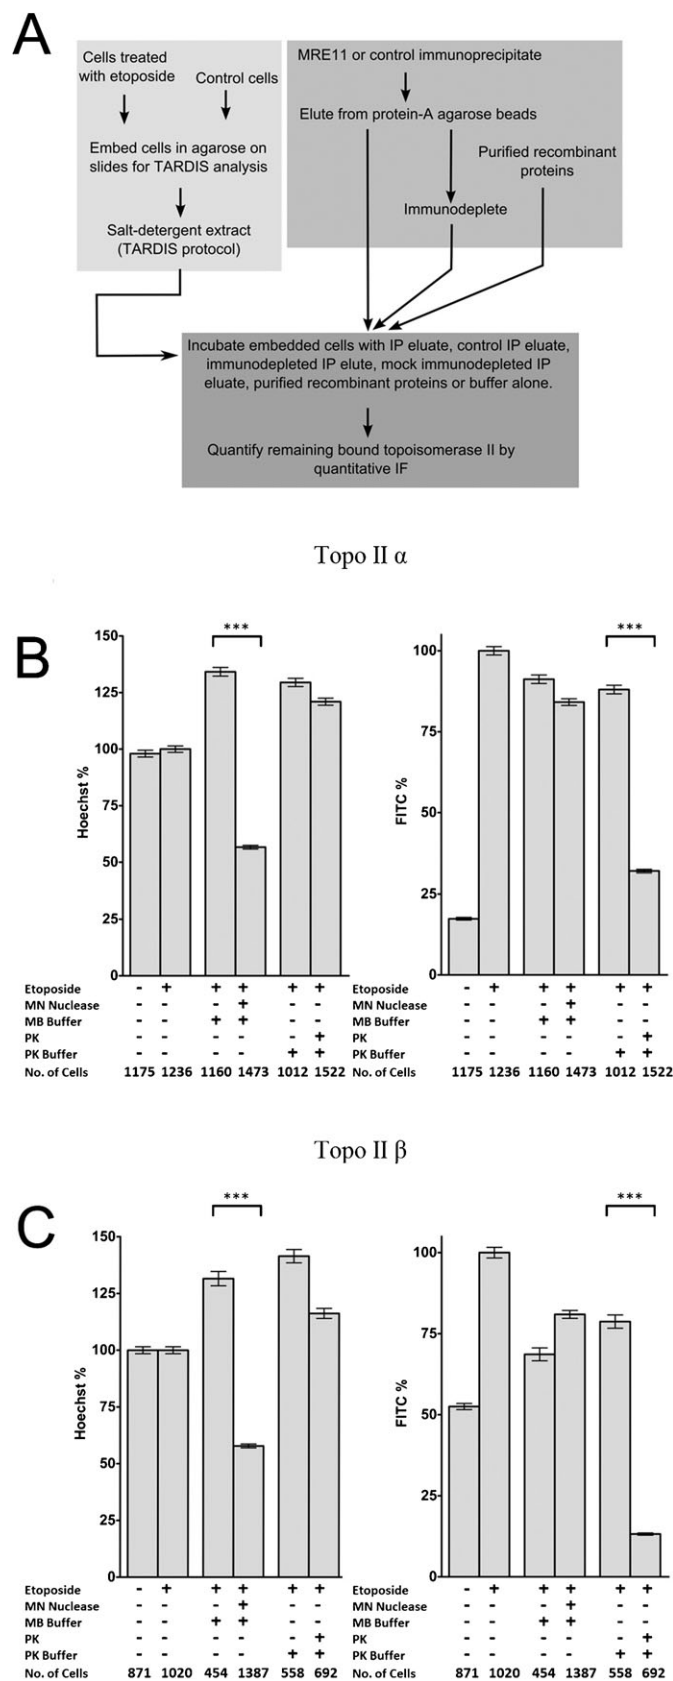 A
Cells treated
with etoposide
Control cells
Embed cells in agarose on
slides for TARDIS analysis
Salt-detergent extract
(TARDIS protocol)
MRE11 or control immunoprecipitate
Elute from protein-A agarose beads
Purified recombinant
proteins
Immunodeplete
Incubate embedded cells with IP eluate, control IP eluate,
immunodepleted IP elute, mock immunodepleted IP
eluate, purified recombinant proteins or buffer alone.
Quantify remaining bound topoisomerase II by
quantitative IF
Topo II α
B
***
150
125
100
75
50
25
0
Hoechst %
Etoposide - + + + + +
MN Nuclease - - - + - -
MB Buffer - - + + - -
PK - - - - - +
PK Buffer - - - - + +
No. of Cells 1175 1236 1160 1473 1012 1522
***
100
75
50
25
0
FITC %
Etoposide - + + + + +
MN Nuclease - - - + - -
MB Buffer - - + + - -
PK - - - - - +
PK Buffer - - - - + +
No. of Cells 1175 1236 1160 1473 1012 1522
Topo II β
C
***
150
125
100
75
50
25
0
Hoechst %
Etoposide - + + + + +
MN Nuclease - - - + - -
MB Buffer - - + + - -
PK - - - - - +
PK Buffer - - - - + +
No. of Cells 871 1020 454 1387 558 692
***
100
75
50
25
0
FITC %
Etoposide - + + + + +
MN Nuclease - - - + - -
MB Buffer - - + + - -
PK - - - - - +
PK Buffer - - - - + +
No. of Cells 871 1020 454 1387 558 692